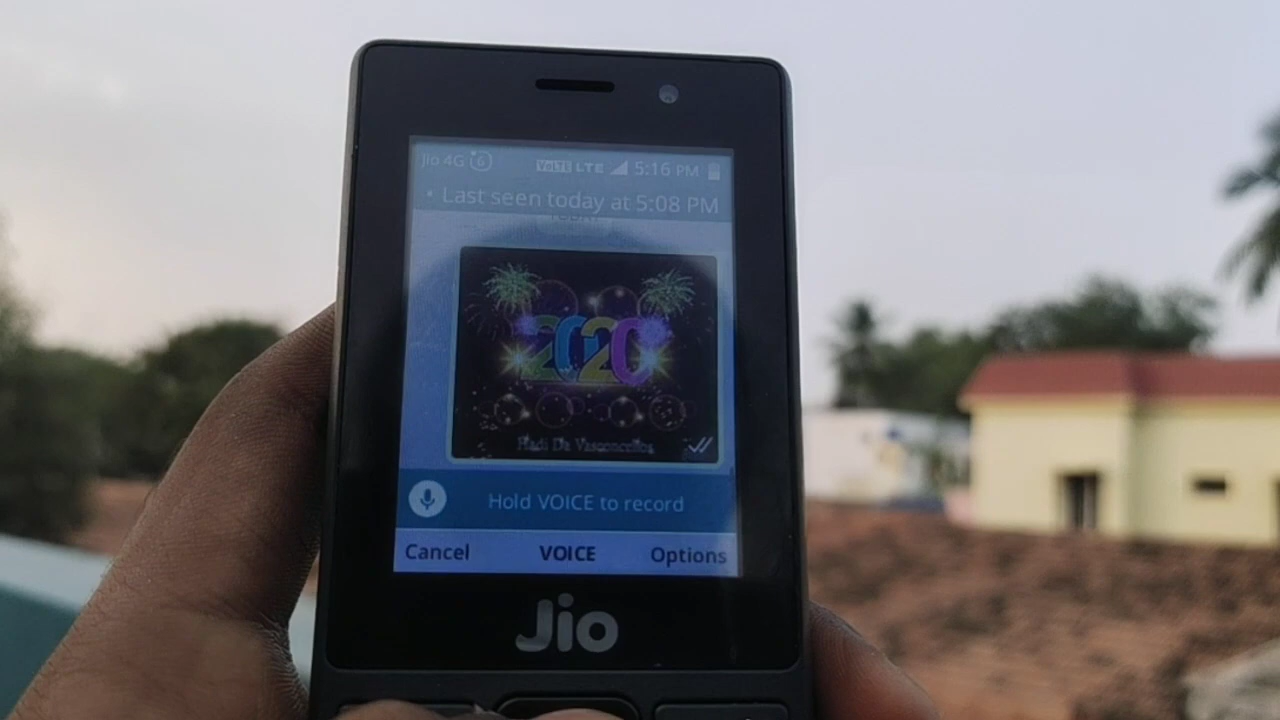 Jio 4G 6 VoLTE LTE 5:16 PM
• Last seen today at 5:08 PM
2020
Hold VOICE to record
Cancel VOICE Options
Jio